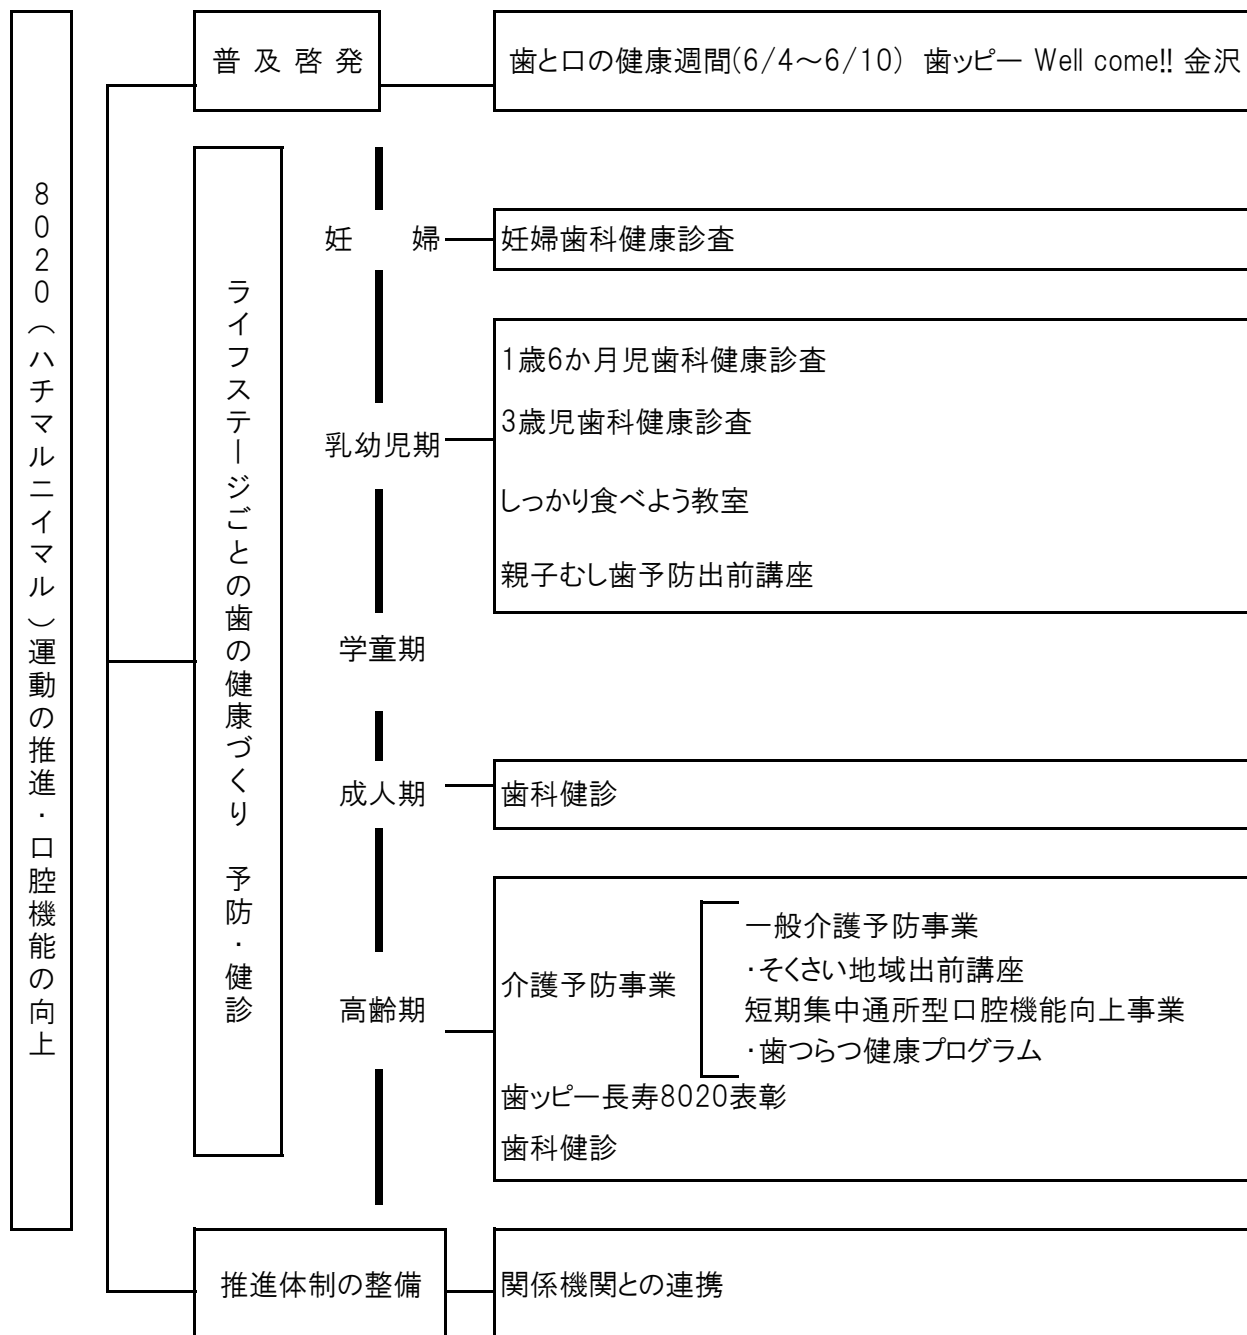 8020(ハチマルニイマル)運動の推進・口腔機能の向上
普及啓発
歯と口の健康週間(6/4~6/10) 歯ッピー Well come!! 金沢
ライフステージごとの歯の健康づくり 予防・健診
妊 婦
妊婦歯科健康診査
乳幼児期
1歳6か月児歯科健康診査
3歳児歯科健康診査
しっかり食べよう教室
親子むし歯予防出前講座
学童期
成人期
歯科健診
高齢期
介護予防事業
一般介護予防事業
・そくさい地域出前講座
短期集中通所型口腔機能向上事業
・歯つらつ健康プログラム
歯ッピー長寿8020表彰
歯科健診
推進体制の整備
関係機関との連携